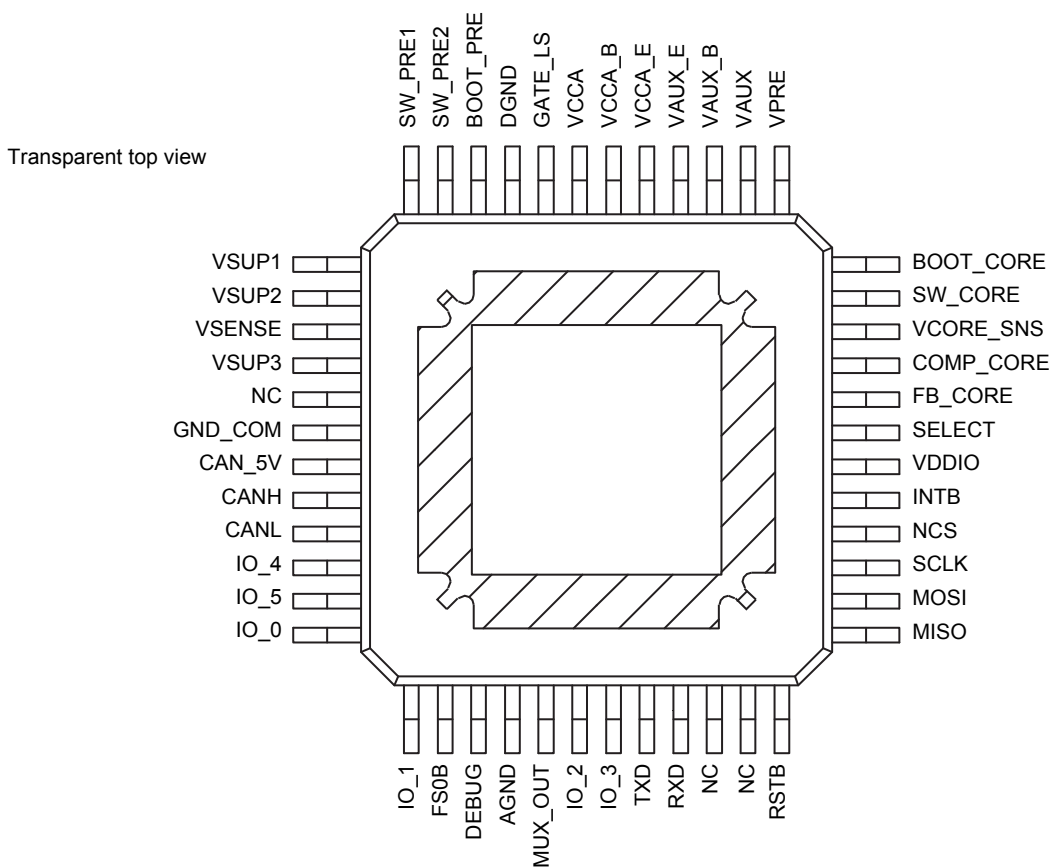 SW_PRE1
SW_PRE2
BOOT_PRE
DGND
GATE_LS
VCCA
VCCA_B
VCCA_E
VAUX_E
VAUX_B
VAUX
VPRE
Transparent top view
VSUP1
VSUP2
VSENSE
VSUP3
NC
GND_COM
CAN_5V
CANH
CANL
IO_4
IO_5
IO_0
BOOT_CORE
SW_CORE
VCORE_SNS
COMP_CORE
FB_CORE
SELECT
VDDIO
INTB
NCS
SCLK
MOSI
MISO
IO_1
FS0B
DEBUG
AGND
MUX_OUT
IO_2
IO_3
TXD
RXD
NC
NC
RSTB